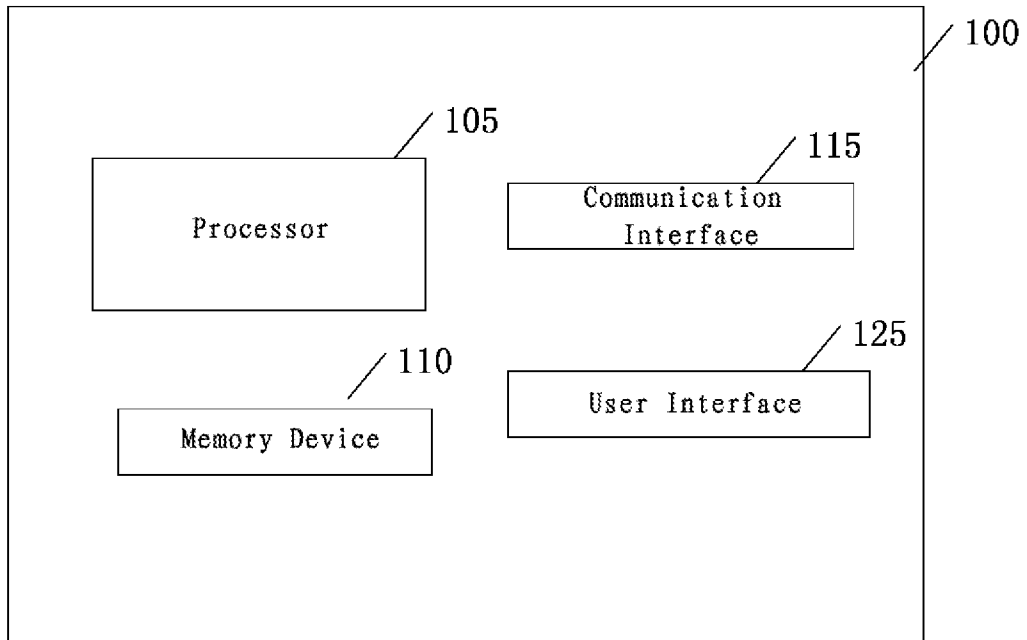 100
105
115
Processor
Communication
Interface
110
125
Memory Device
User Interface